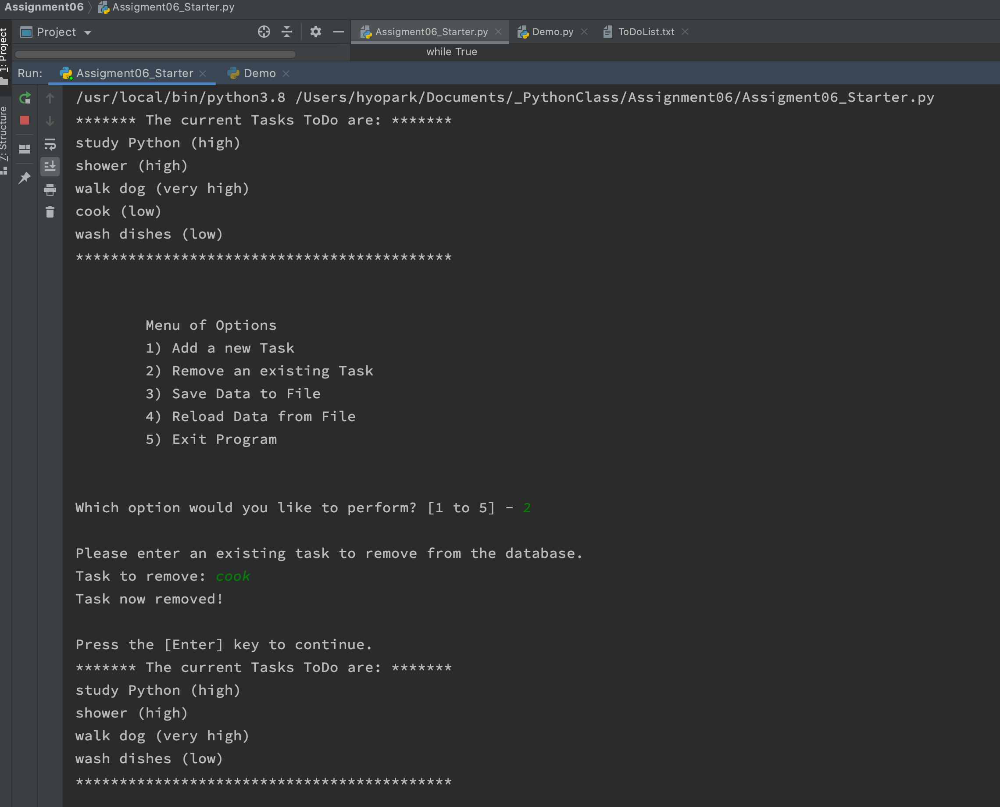 Assignment06 Assigment06_Starter.py
Project Assigment06_Starter.py Demo.py ToDoList.txt
1: Project
while True
Run: Assigment06_Starter Demo
7: Structure
/usr/local/bin/python3.8 /Users/hyopark/Documents/_PythonClass/Assignment06/Assigment06_Starter.py
******* The current Tasks ToDo are: *******
study Python (high)
shower (high)
walk dog (very high)
cook (low)
wash dishes (low)
*******************************************
Menu of Options
1) Add a new Task
2) Remove an existing Task
3) Save Data to File
4) Reload Data from File
5) Exit Program
Which option would you like to perform? [1 to 5] - 2
Please enter an existing task to remove from the database.
Task to remove: cook
Task now removed!
Press the [Enter] key to continue.
******* The current Tasks ToDo are: *******
study Python (high)
shower (high)
walk dog (very high)
wash dishes (low)
*******************************************